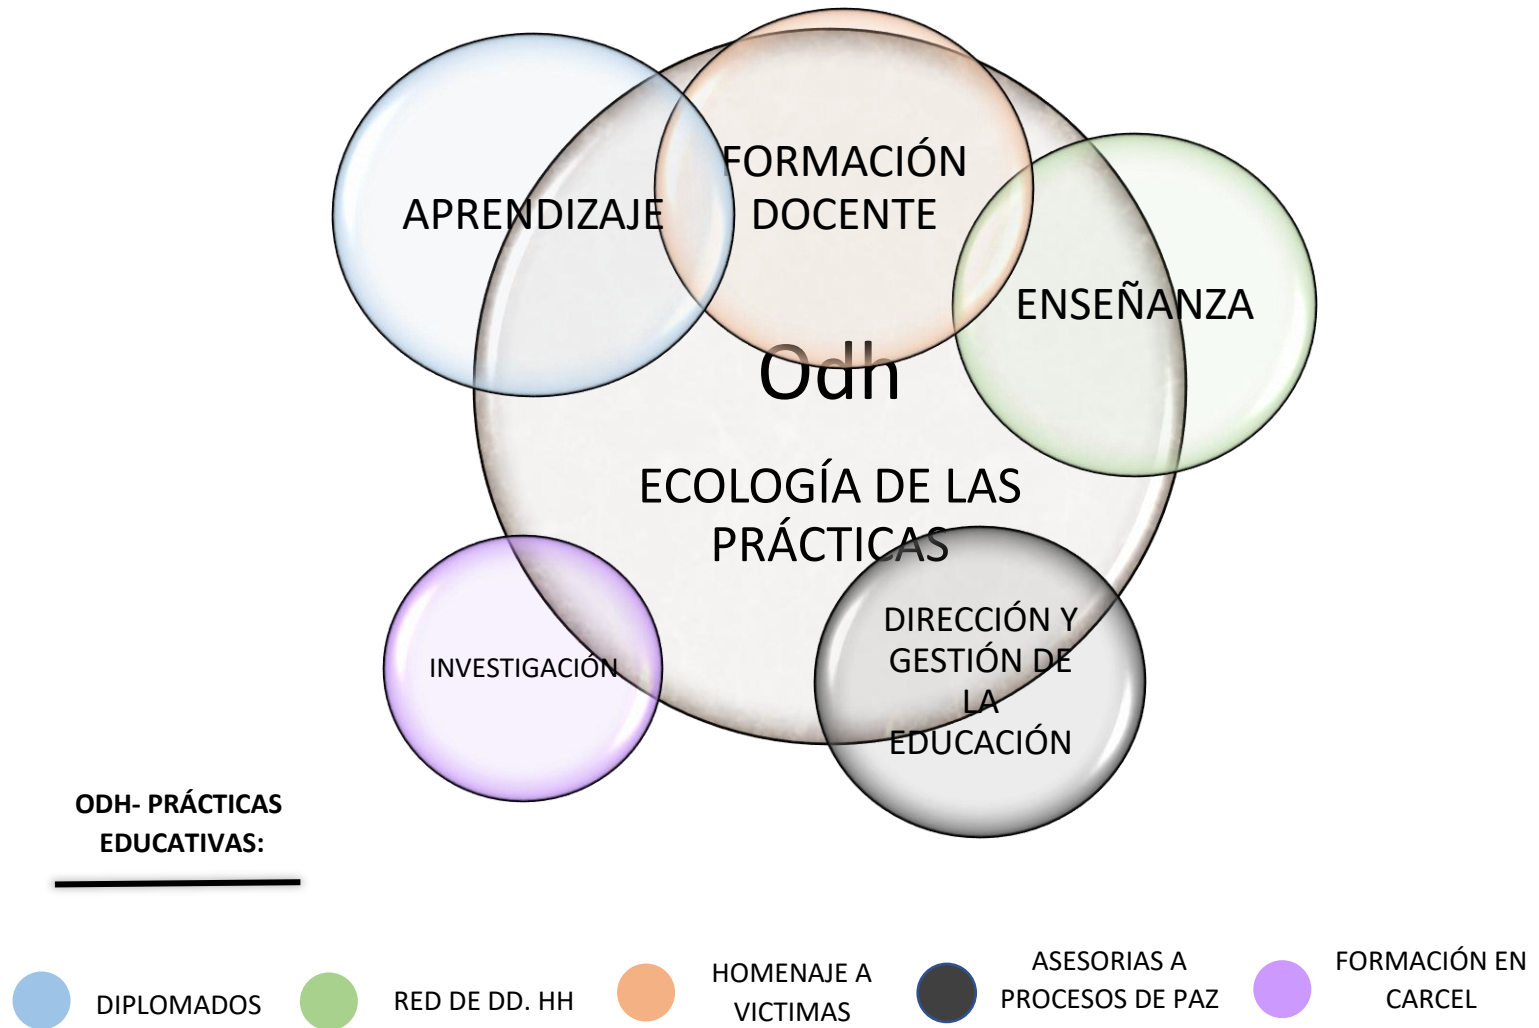 FORMACIÓN
DOCENTE
APRENDIZAJE
ENSEÑANZA
Odh
ECOLOGÍA DE LAS
PRÁCTICAS
DIRECCIÓN Y
GESTIÓN DE
LA
EDUCACIÓN
INVESTIGACIÓN
ODH- PRÁCTICAS
EDUCATIVAS:
DIPLOMADOS
RED DE DD. HH
HOMENAJE A
VICTIMAS
ASESORIAS A
PROCESOS DE PAZ
FORMACIÓN EN
CARCEL